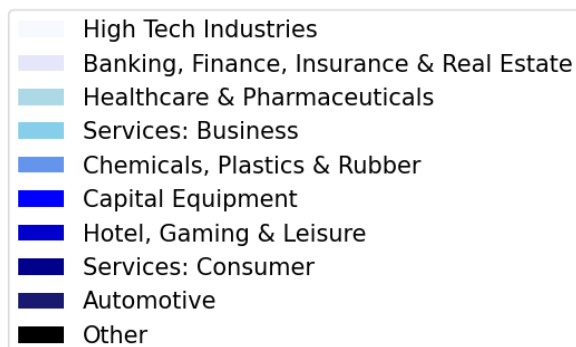 High Tech Industries
Banking, Finance, Insurance & Real Estate
Healthcare & Pharmaceuticals
Services: Business
Chemicals, Plastics & Rubber
Capital Equipment
Hotel, Gaming & Leisure
Services: Consumer
Automotive
Other